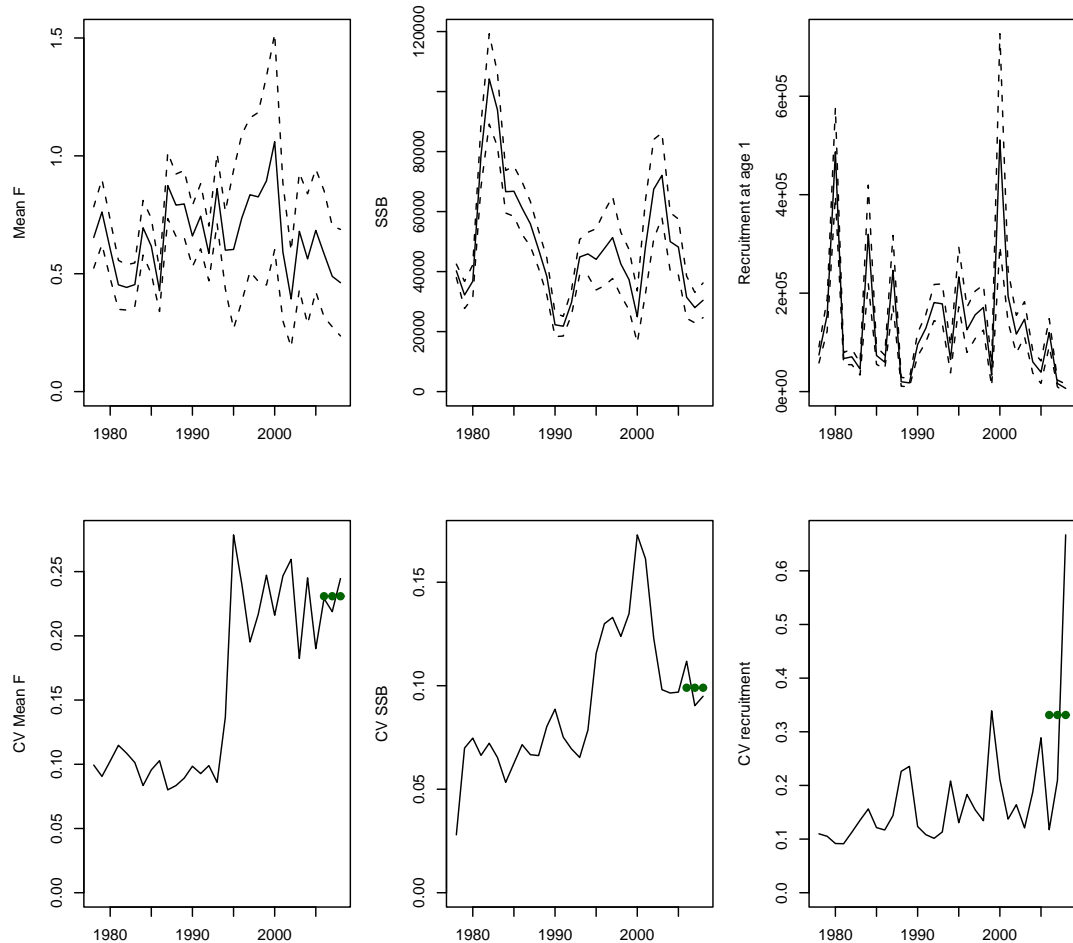 Mean F
0.0 0.5 1.0 1.5
1980 1990 2000
SSB
0 20000 40000 60000 80000 120000
1980 1990 2000
Recruitment at age 1
0e+00 2e+05 4e+05 6e+05
1980 1990 2000
CV Mean F
0.00 0.05 0.10 0.15 0.20 0.25
1980 1990 2000
CV SSB
0.00 0.05 0.10 0.15
1980 1990 2000
CV recruitment
0.0 0.1 0.2 0.3 0.4 0.5 0.6
1980 1990 2000